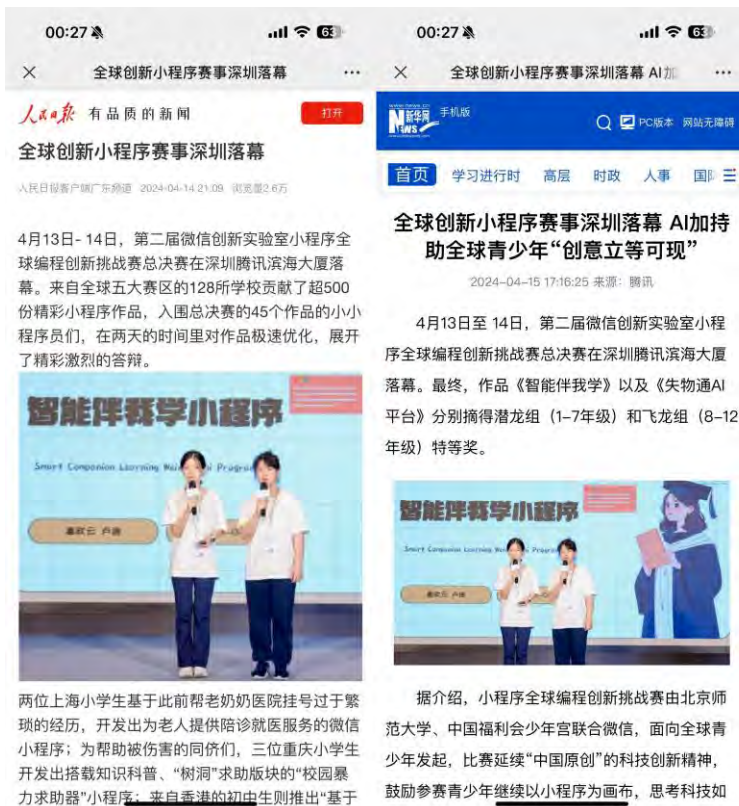 00:27
63
全球创新小程序赛事深圳落幕
人民日报 有品质的新闻
打开
全球创新小程序赛事深圳落幕
人民日报客户端广东频道 2024-04-14 21:09 浏览量2.6万
4月13日- 14日，第二届微信创新实验室小程序全
球编程创新挑战赛总决赛在深圳腾讯滨海大厦落
幕。来自全球五大赛区的128所学校贡献了超500
份精彩小程序作品，入围总决赛的45个作品的小小
程序员们，在两天的时间里对作品极速优化，展开
了精彩激烈的答辩。
智能伴我学小程序
Smart Companion Learning
两位上海小学生基于此前帮老奶奶医院挂号过于繁
琐的经历，开发出为老人提供陪诊就医服务的微信
小程序；为帮助被伤害的同侪们，三位重庆小学生
开发出搭载知识科普、“树洞”求助版块的“校园暴
力求助器”小程序；来自香港的初中生则推出“基于
00:27
63
全球创新小程序赛事深圳落幕 AI加
www.news.cn
新华网
NEWS
手机版
PC版本
网站无障碍
首页 学习进行时 高层 时政 人事 国际
全球创新小程序赛事深圳落幕 AI加持
助全球青少年“创意立等可现”
2024-04-15 17:16:25 来源：腾讯
4月13日至 14日，第二届微信创新实验室小程
序全球编程创新挑战赛总决赛在深圳腾讯滨海大厦
落幕。最终，作品《智能伴我学》以及《失物通AI
平台》分别摘得潜龙组（1-7年级）和飞龙组（8-12
年级）特等奖。
智能伴我学小程序
Smart Companion Learning
据介绍，小程序全球编程创新挑战赛由北京师
范大学、中国福利会少年宫联合微信，面向全球青
少年发起，比赛延续“中国原创”的科技创新精神，
鼓励参赛青少年继续以小程序为画布，思考科技如